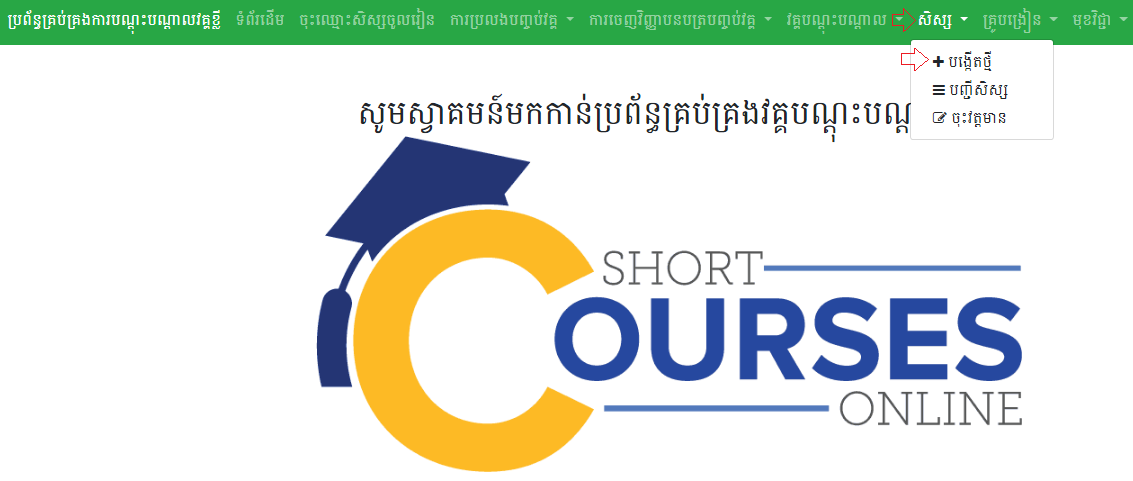 ប្រព័ន្ធគ្រប់គ្រងការបណ្តុះបណ្តាលវគ្គខ្លី ទំព័រដើម ចុះឈ្មោះសិស្សចូលរៀន ការប្រលងបញ្ចប់វគ្គ ការចេញវិញ្ញាបនបត្របញ្ចប់វគ្គ វគ្គបណ្តុះបណ្តាល សិស្ស គ្រូបង្រៀន មុខវិជ្ជា
បង្កើតថ្មី
បញ្ជីសិស្ស
ចុះវត្តមាន
សូមស្វាគមន៍មកកាន់ប្រព័ន្ធគ្រប់គ្រងវគ្គបណ្តុះបណ្ត
SHORT
COURSES
ONLINE